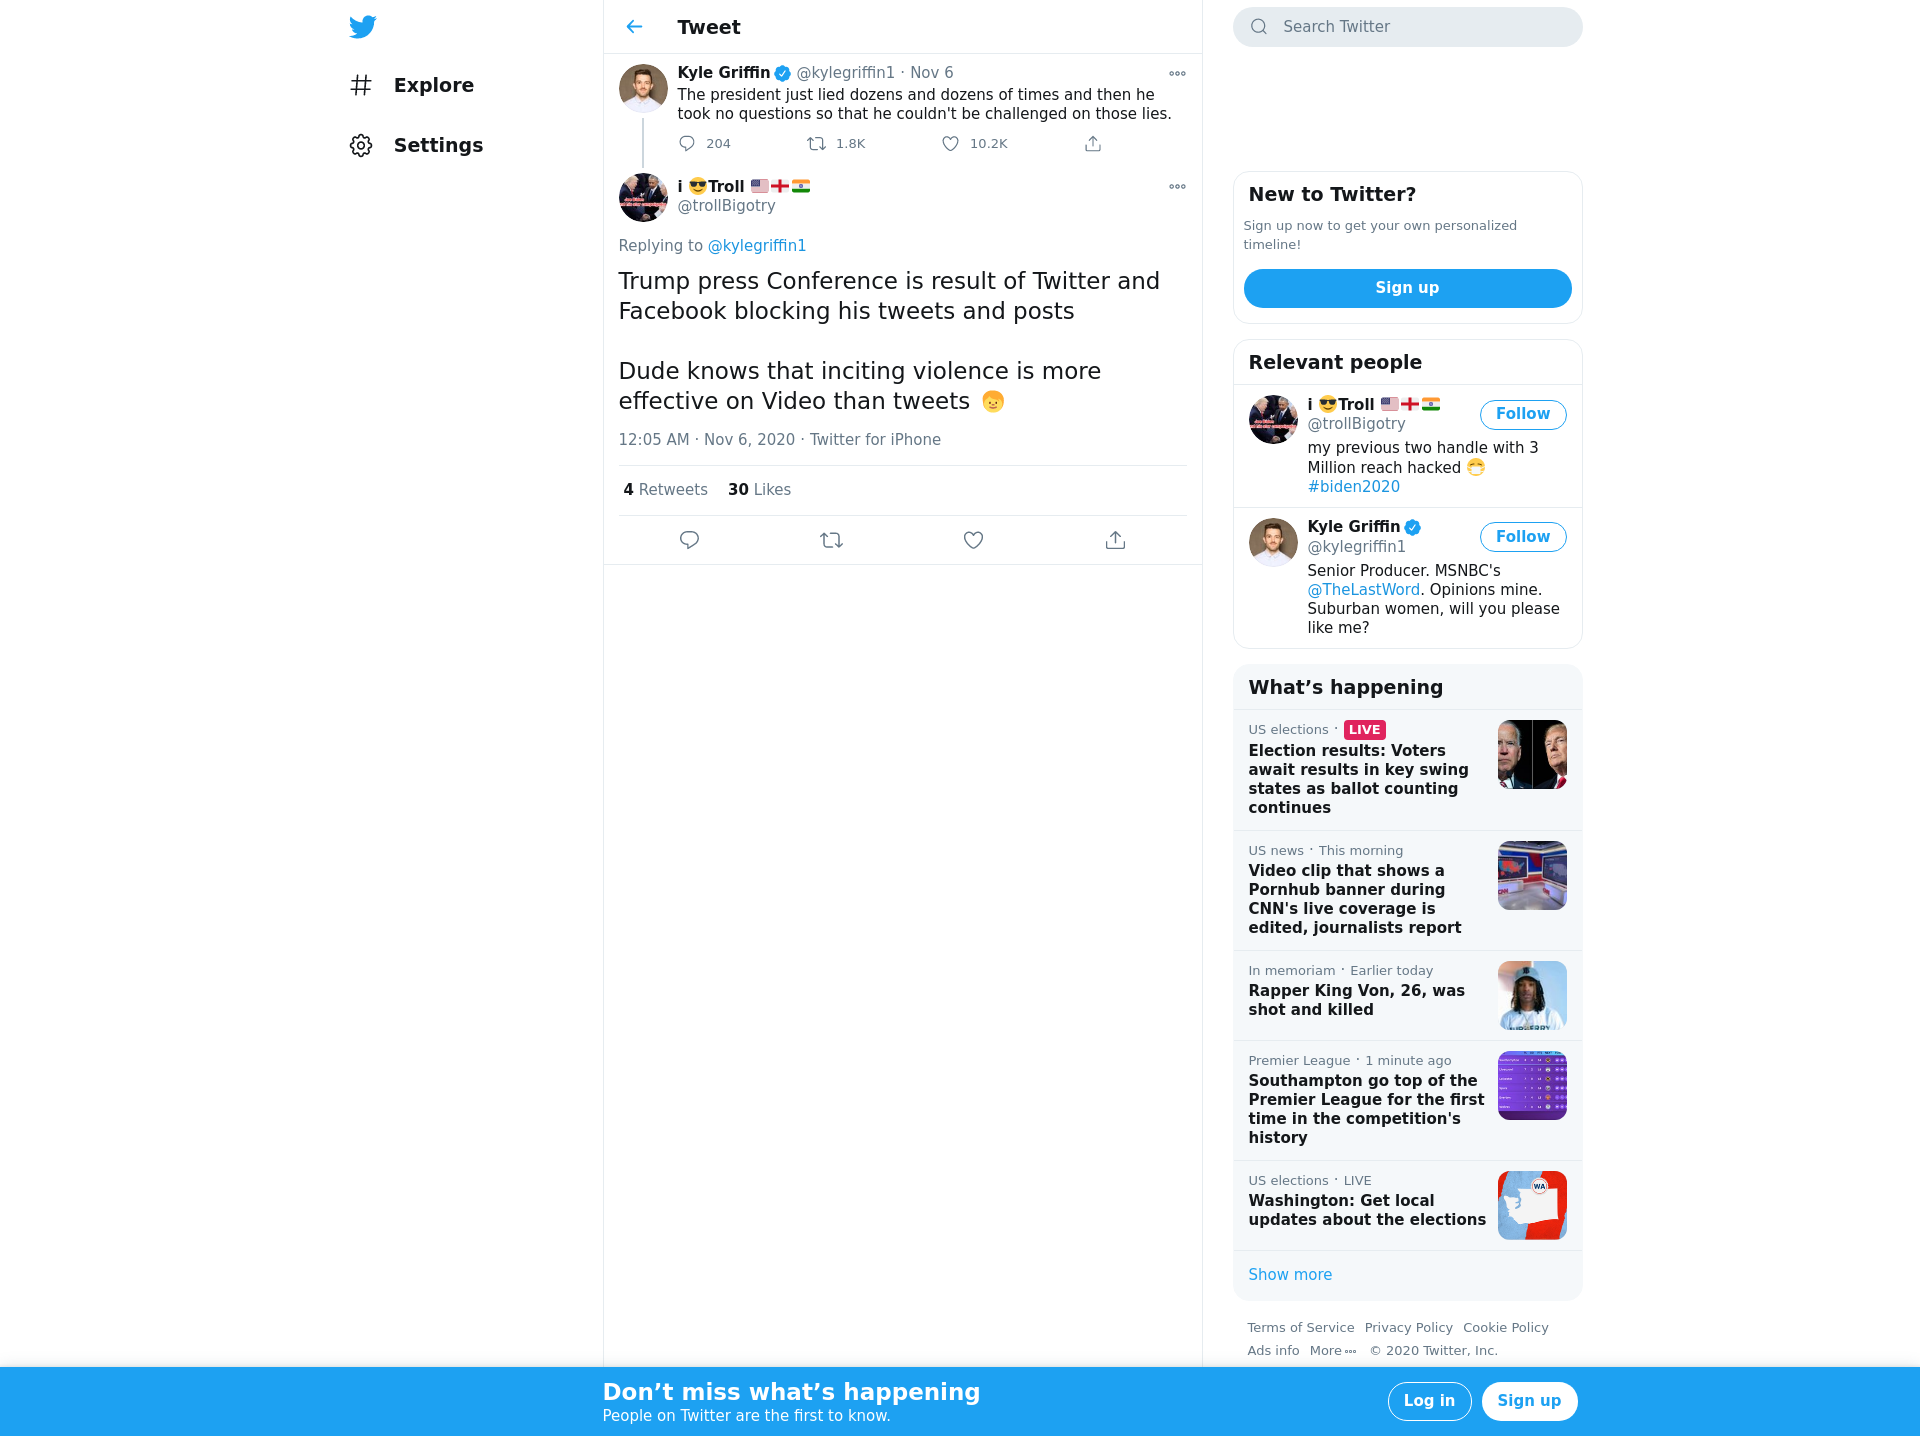 Explore
Settings
Tweet
Kyle Griffin @kylegriffin1 · Nov 6
The president just lied dozens and dozens of times and then he
took no questions so that he couldn't be challenged on those lies.
204 1.8K 10.2K
i 😎Troll 🇺🇸🏴󠁧󠁢󠁥󠁮󠁧󠁿🇮🇳
@trollBigotry
Replying to @kylegriffin1
Trump press Conference is result of Twitter and
Facebook blocking his tweets and posts
Dude knows that inciting violence is more
effective on Video than tweets 👦
12:05 AM · Nov 6, 2020 · Twitter for iPhone
4 Retweets 30 Likes
Search Twitter
New to Twitter?
Sign up now to get your own personalized
timeline!
Sign up
Relevant people
i 😎Troll 🇺🇸🏴󠁧󠁢󠁥󠁮󠁧󠁿🇮🇳
@trollBigotry
Follow
my previous two handle with 3
Million reach hacked 😷
#biden2020
Kyle Griffin
@kylegriffin1
Follow
Senior Producer. MSNBC's
@TheLastWord. Opinions mine.
Suburban women, will you please
like me?
What's happening
US elections · LIVE
Election results: Voters
await results in key swing
states as ballot counting
continues
US news · This morning
Video clip that shows a
Pornhub banner during
CNN's live coverage is
edited, journalists report
In memoriam · Earlier today
Rapper King Von, 26, was
shot and killed
Premier League · 1 minute ago
Southampton go top of the
Premier League for the first
time in the competition's
history
US elections · LIVE
Washington: Get local
updates about the elections
WA
Show more
Terms of Service Privacy Policy Cookie Policy
Ads info More © 2020 Twitter, Inc.
Don't miss what's happening
People on Twitter are the first to know.
Log in
Sign up